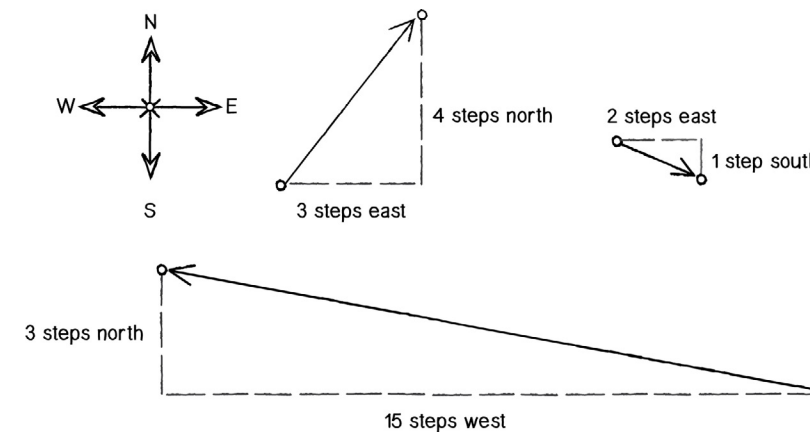 N
W E
S
4 steps north
3 steps east
2 steps east
1 step south
3 steps north
15 steps west